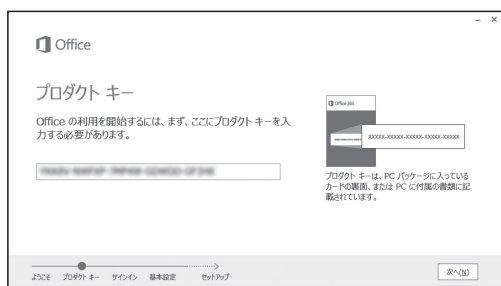 Office
プロダクト キー
Office の利用を開始するには、まず、ここにプロダクト キーを入
力する必要があります。
Office 365
XXXXX-XXXXX-XXXXX-XXXXX-XXXXX
プロダクト キーは、PC パッケージに入っている
カードの裏面、または PC に付属の書類に記
載されています。
ようこそ プロダクト キー サインイン 基本設定 セットアップ
次へ(N)